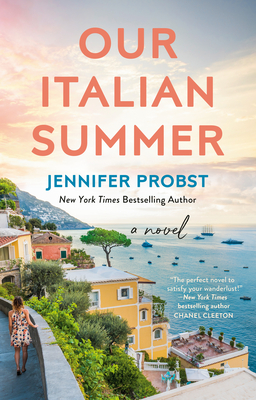 OUR
ITALIAN
SUMMER
JENNIFER PROBST
New York Times Bestselling Author
a novel
"The perfect novel to
satisfy your wanderlust!"
—New York Times
bestselling author
CHANEL CLEETON